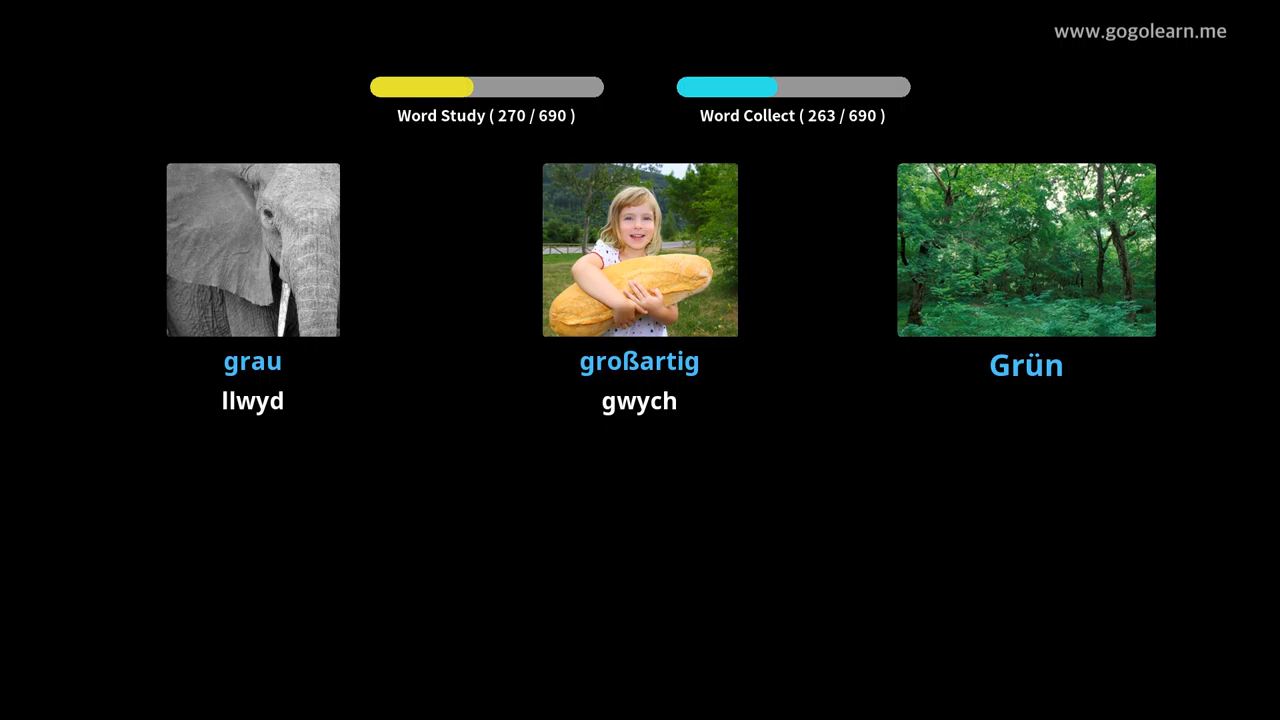 www.gogolearn.me
Word Study ( 270 / 690 )
Word Collect ( 263 / 690 )
grau
llwyd
großartig
gwych
Grün